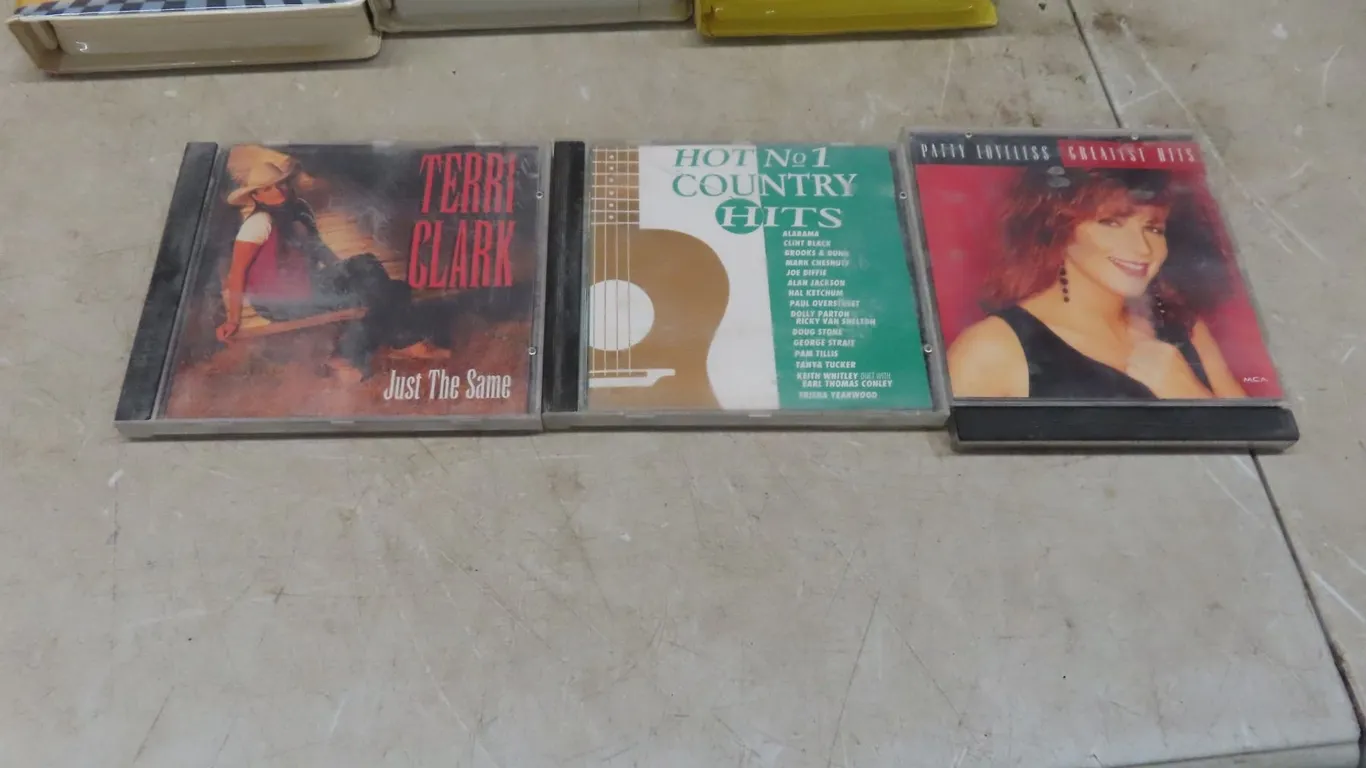 TERRI
CLARK
Just The Same
HOT No 1
COUNTRY
HITS
ALABAMA
CLINT BLACK
BROOKS & DUNN
MARK CHESNUTT
JOE DIFFIE
ALAN JACKSON
HAL KETCHUM
PAUL OVERSTREET
DOLLY PARTON
RICKY VAN SHELTON
DOUG STONE
GEORGE STRAIT
PAM TILLIS
TANYA TUCKER
KEITH WHITLEY DUET WITH
EARL THOMAS CONLEY
TRISHA YEARWOOD
PATTY LOVELESS GREATEST HITS
MCA